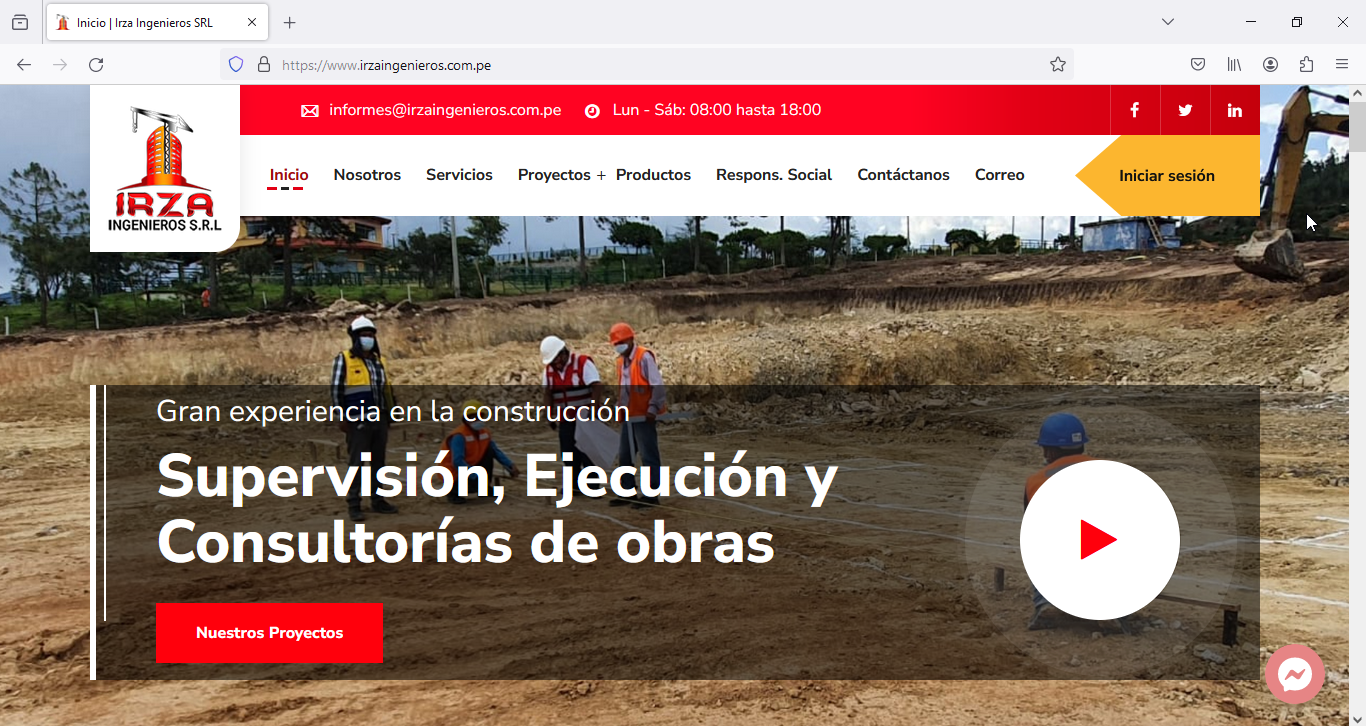 Inicio | Irza Ingenieros SRL
https://www.irzaingenieros.com.pe
informes@irzaingenieros.com.pe
Lun - Sáb: 08:00 hasta 18:00
IRZA
INGENIEROS S.R.L
Inicio
Nosotros
Servicios
Proyectos +
Productos
Respons. Social
Contáctanos
Correo
Iniciar sesión
Gran experiencia en la construcción
Supervisión, Ejecución y
Consultorías de obras
Nuestros Proyectos